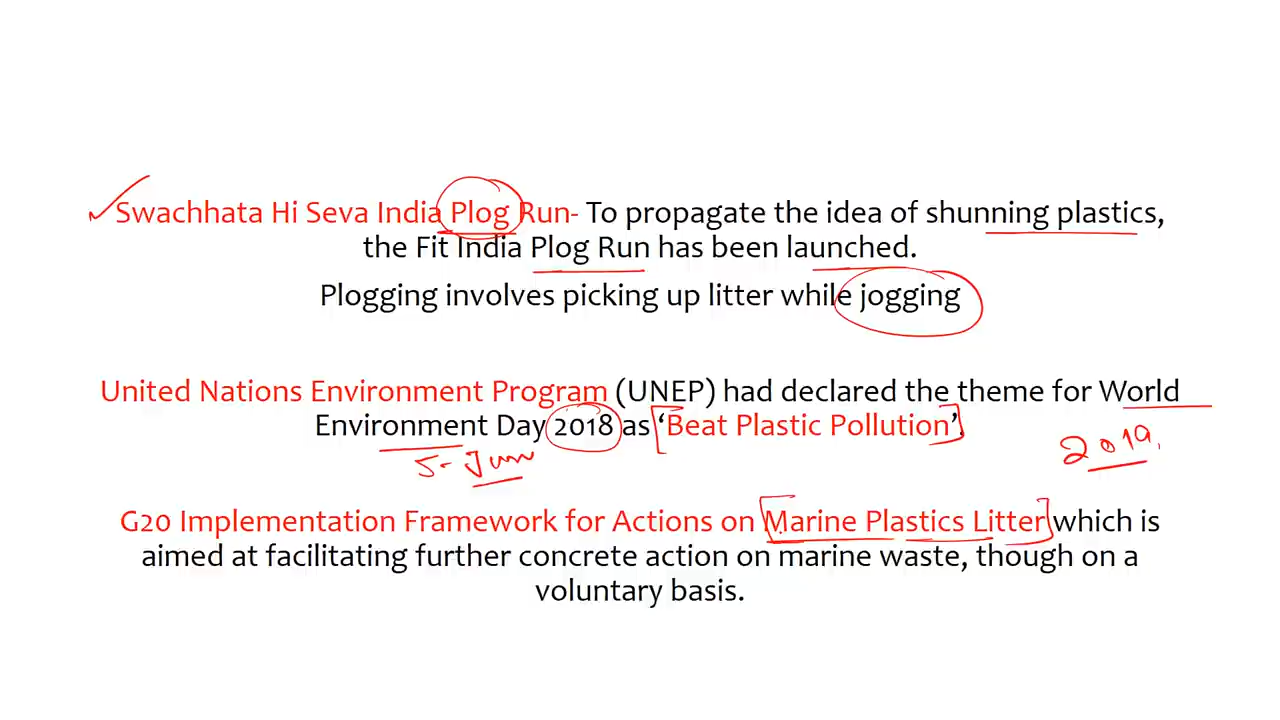 Swachhata Hi Seva India Plog Run- To propagate the idea of shunning plastics,
the Fit India Plog Run has been launched.
Plogging involves picking up litter while jogging
United Nations Environment Program (UNEP) had declared the theme for World
Environment Day 2018 as ‘Beat Plastic Pollution’.
2019.
5- Jun
G20 Implementation Framework for Actions on Marine Plastics Litter which is
aimed at facilitating further concrete action on marine waste, though on a
voluntary basis.